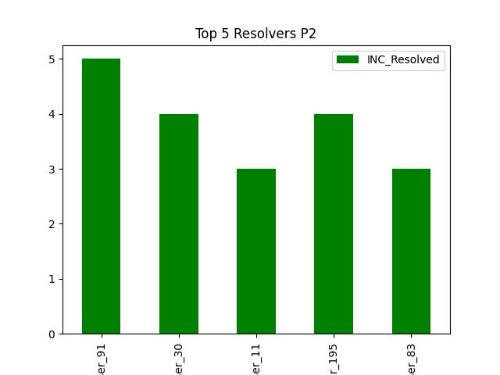 Top 5 Resolvers P2
INC_Resolved
5
4
3
2
1
0
er_91
er_30
er_11
r_195
er_83